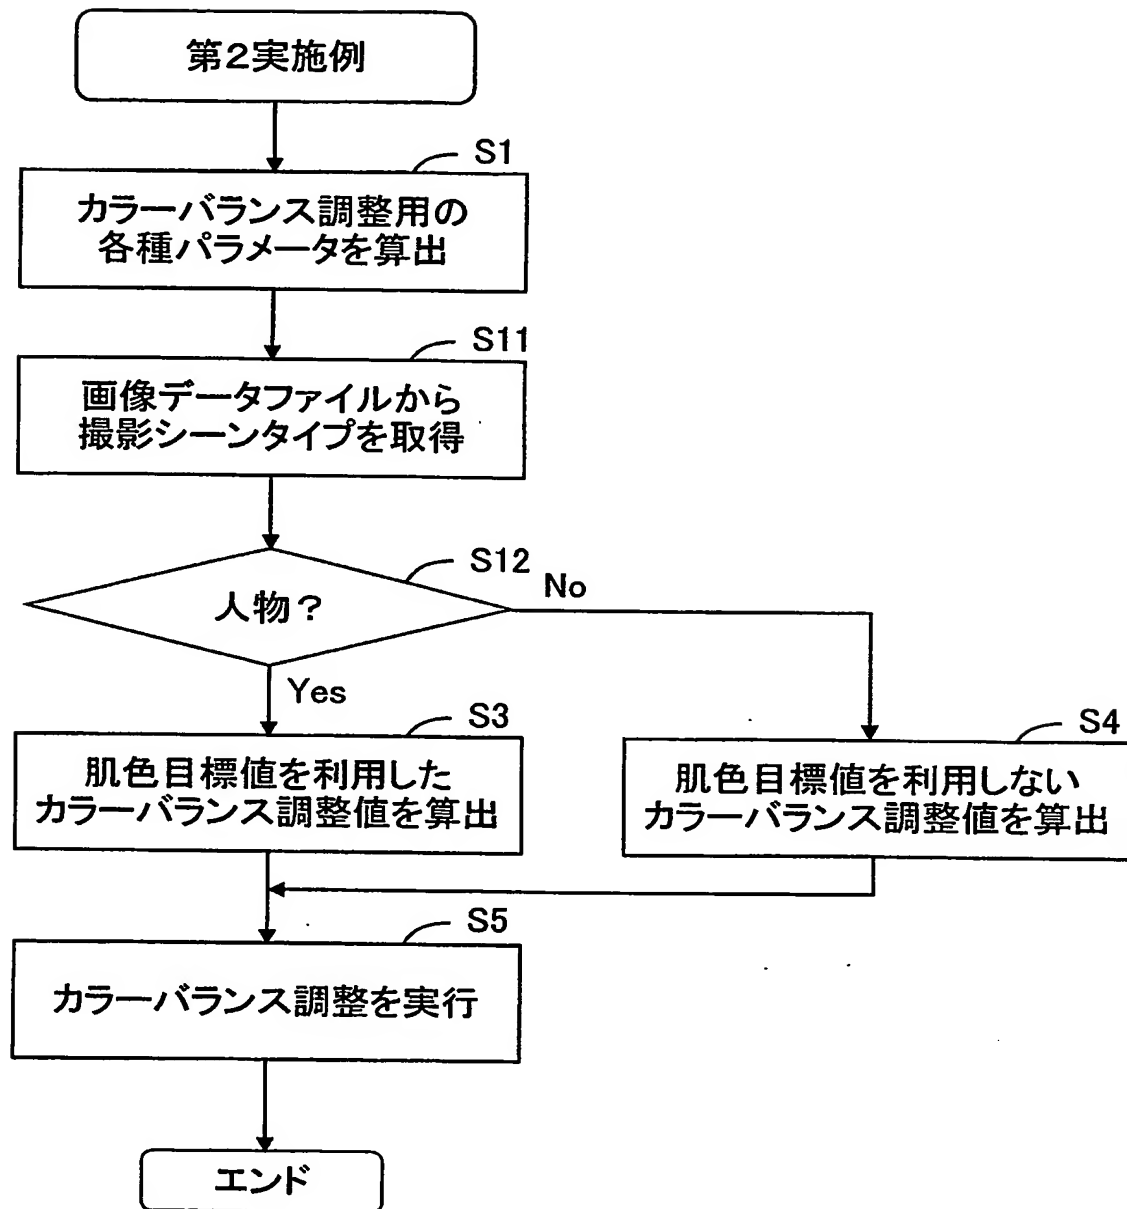 第2実施例
S1
カラーバランス調整用の
各種パラメータを算出
S11
画像データファイルから
撮影シーンタイプを取得
S12
人物?
No
Yes
S3
肌色目標値を利用した
カラーバランス調整値を算出
S4
肌色目標値を利用しない
カラーバランス調整値を算出
S5
カラーバランス調整を実行
エンド